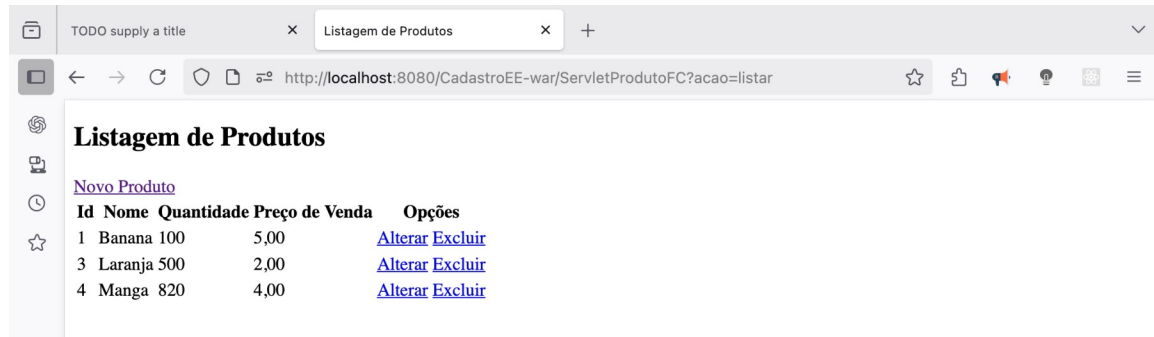 TODO supply a title
Listagem de Produtos
http://localhost:8080/CadastroEE-war/ServletProdutoFC?acao=listar
Listagem de Produtos
Novo Produto
Id Nome Quantidade Preço de Venda Opções
1 Banana 100 5,00 Alterar Excluir
3 Laranja 500 2,00 Alterar Excluir
4 Manga 820 4,00 Alterar Excluir